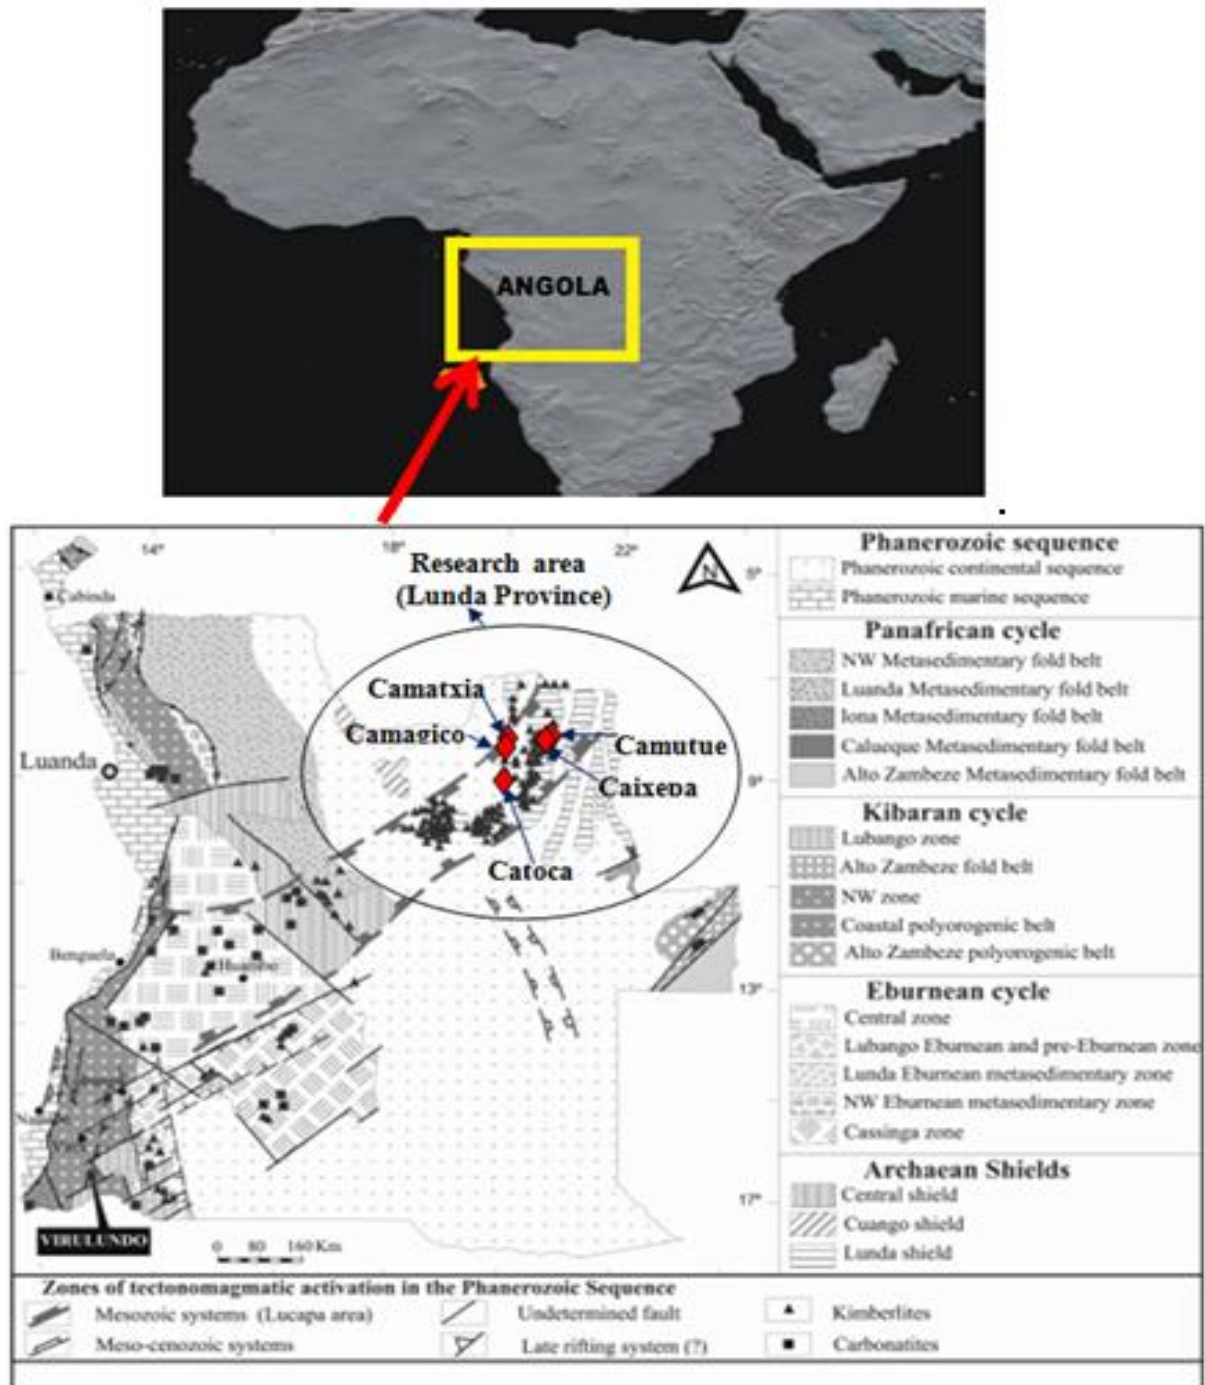 ANGOLA
14°
18°
22°
Research area
(Lunda Province)
N
5°
Cabinda
Camatxia
Camagico
Camutue
Luanda
9°
Caixepa
Catoca
Benguela
Huambo
13°
17°
VIRULUNDO
0 80 160 Km
Phanerozoic sequence
Phanerozoic continental sequence
Phanerozoic marine sequence
Panafrican cycle
NW Metasedimentary fold belt
Luanda Metasedimentary fold belt
Iona Metasedimentary fold belt
Calueque Metasedimentary fold belt
Alto Zambeze Metasedimentary fold belt
Kibaran cycle
Lubango zone
Alto Zambeze fold belt
NW zone
Coastal polyorogenic belt
Alto Zambeze polyorogenic belt
Eburnean cycle
Central zone
Lubango Eburnean and pre-Eburnean zone
Lunda Eburnean metasedimentary zone
NW Eburnean metasedimentary zone
Cassinga zone
Archaean Shields
Central shield
Cuango shield
Lunda shield
Zones of tectonomagmatic activation in the Phanerozoic Sequence
Mesozoic systems (Lucapa area)
Undetermined fault
Kimberlites
Meso-cenozoic systems
Late rifting system (?)
Carbonatites